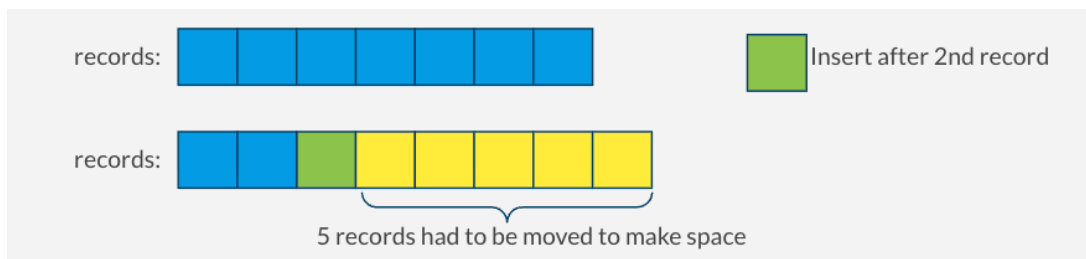 records:
Insert after 2nd record
records:
5 records had to be moved to make space